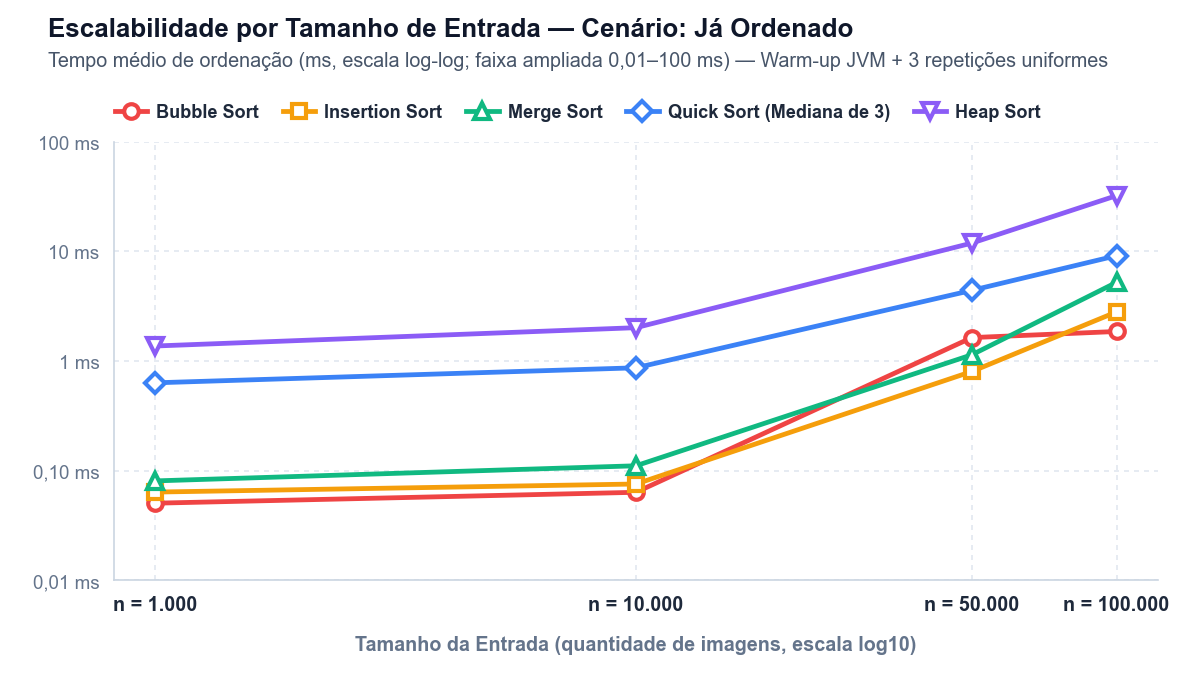 Escalabilidade por Tamanho de Entrada — Cenário: Já Ordenado
Tempo médio de ordenação (ms, escala log-log; faixa ampliada 0,01–100 ms) — Warm-up JVM + 3 repetições uniformes
Bubble Sort Insertion Sort Merge Sort Quick Sort (Mediana de 3) Heap Sort
100 ms
10 ms
1 ms
0,10 ms
0,01 ms
n = 1.000 n = 10.000 n = 50.000 n = 100.000
Tamanho da Entrada (quantidade de imagens, escala log10)